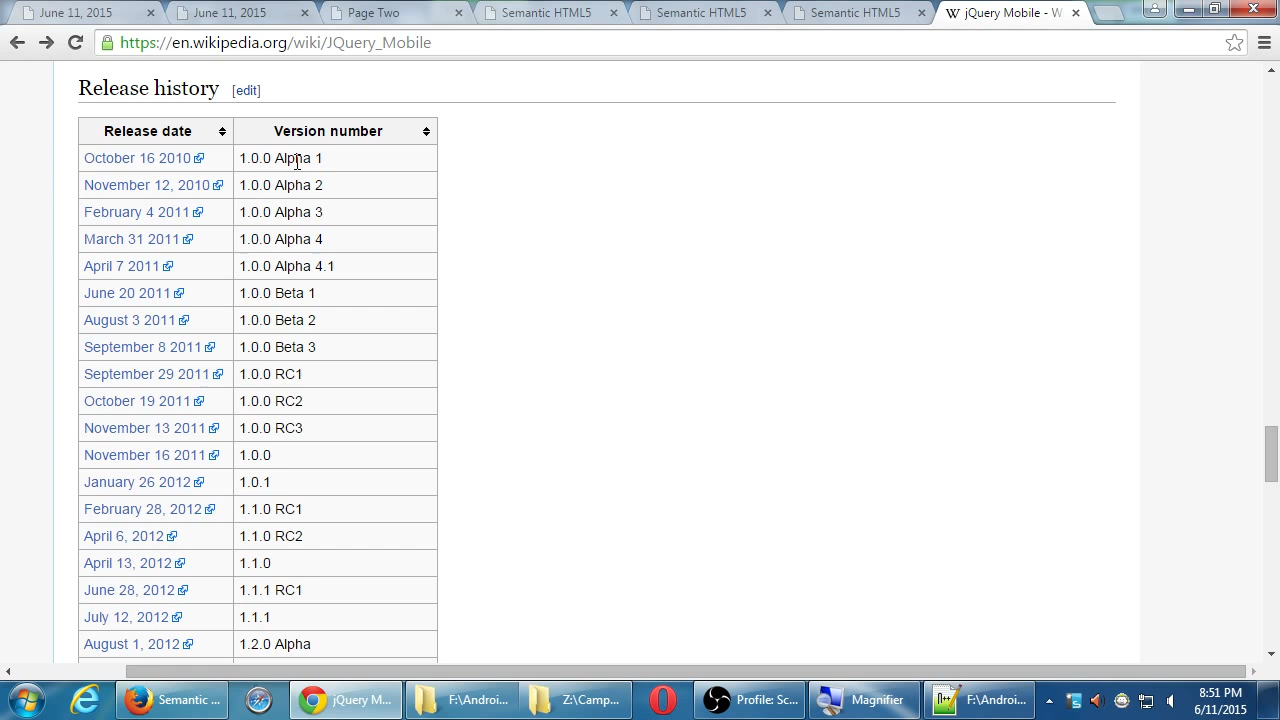 June 11, 2015
June 11, 2015
Page Two
Semantic HTML5
Semantic HTML5
Semantic HTML5
jQuery Mobile - W
https://en.wikipedia.org/wiki/JQuery_Mobile
Release history [edit]
Release date Version number
October 16 2010 1.0.0 Alpha 1
November 12, 2010 1.0.0 Alpha 2
February 4 2011 1.0.0 Alpha 3
March 31 2011 1.0.0 Alpha 4
April 7 2011 1.0.0 Alpha 4.1
June 20 2011 1.0.0 Beta 1
August 3 2011 1.0.0 Beta 2
September 8 2011 1.0.0 Beta 3
September 29 2011 1.0.0 RC1
October 19 2011 1.0.0 RC2
November 13 2011 1.0.0 RC3
November 16 2011 1.0.0
January 26 2012 1.0.1
February 28, 2012 1.1.0 RC1
April 6, 2012 1.1.0 RC2
April 13, 2012 1.1.0
June 28, 2012 1.1.1 RC1
July 12, 2012 1.1.1
August 1, 2012 1.2.0 Alpha
Semantic ...
jQuery M...
F:\Androi...
Z:\Camp...
Profile: Sc...
Magnifier
F:\Androi...
8:51 PM
6/11/2015